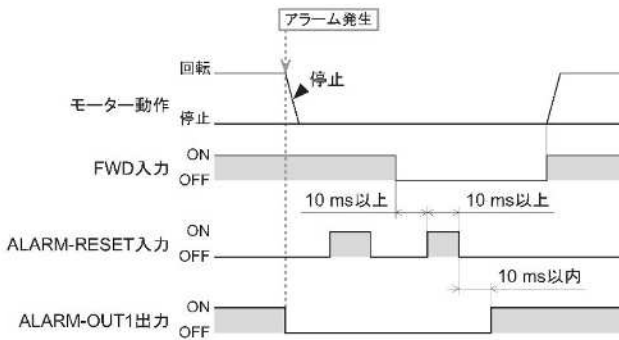 アラーム発生
回転
停止
モーター動作
停止
ON
FWD入力
OFF
10 ms以上
10 ms以上
ON
ALARM-RESET入力
OFF
10 ms以内
ON
ALARM-OUT1出力
OFF